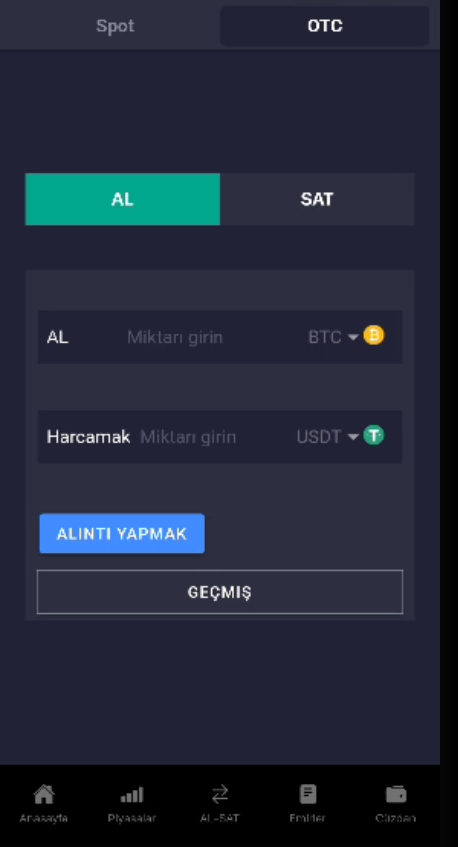 Spot OTC
AL SAT
AL Miktarı girin BTC
Harcamak Miktarı girin USDT
ALINTI YAPMAK
GEÇMİŞ
Anasayfa Piyasalar AL-SAT Emirler Cüzdan